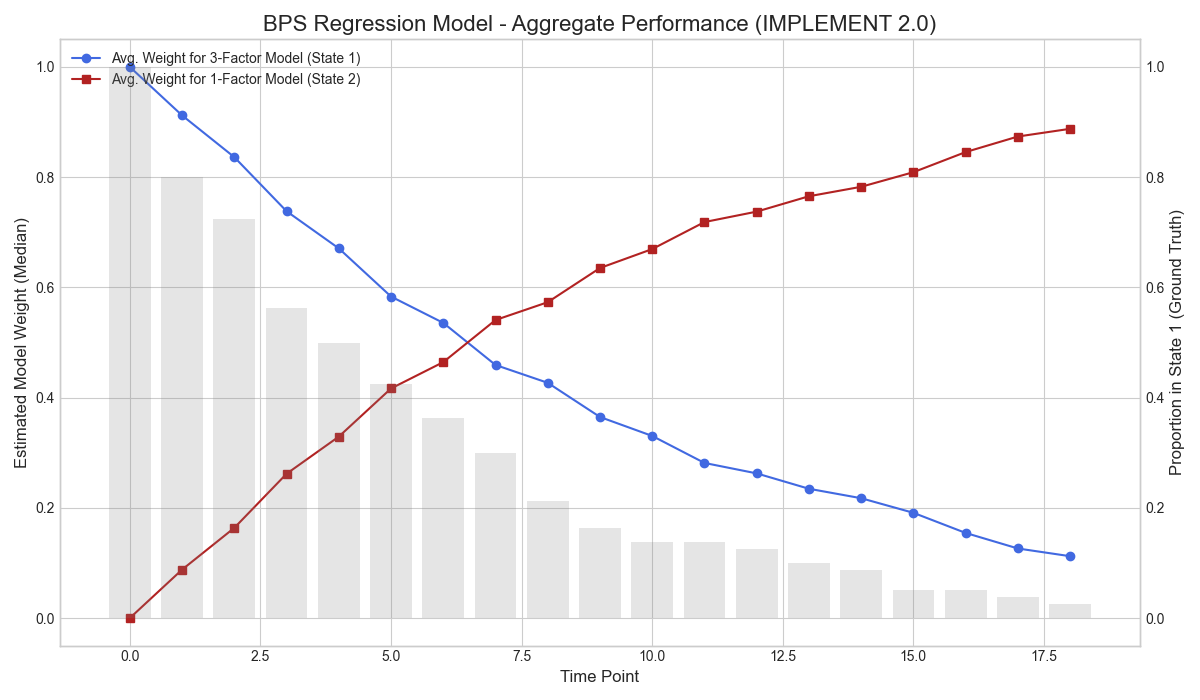 BPS Regression Model - Aggregate Performance (IMPLEMENT 2.0)
Avg. Weight for 3-Factor Model (State 1)
Avg. Weight for 1-Factor Model (State 2)
Estimated Model Weight (Median)
1.0
0.8
0.6
0.4
0.2
0.0
1.0
0.8
0.6
0.4
0.2
0.0
Proportion in State 1 (Ground Truth)
0.0 2.5 5.0 7.5 10.0 12.5 15.0 17.5
Time Point